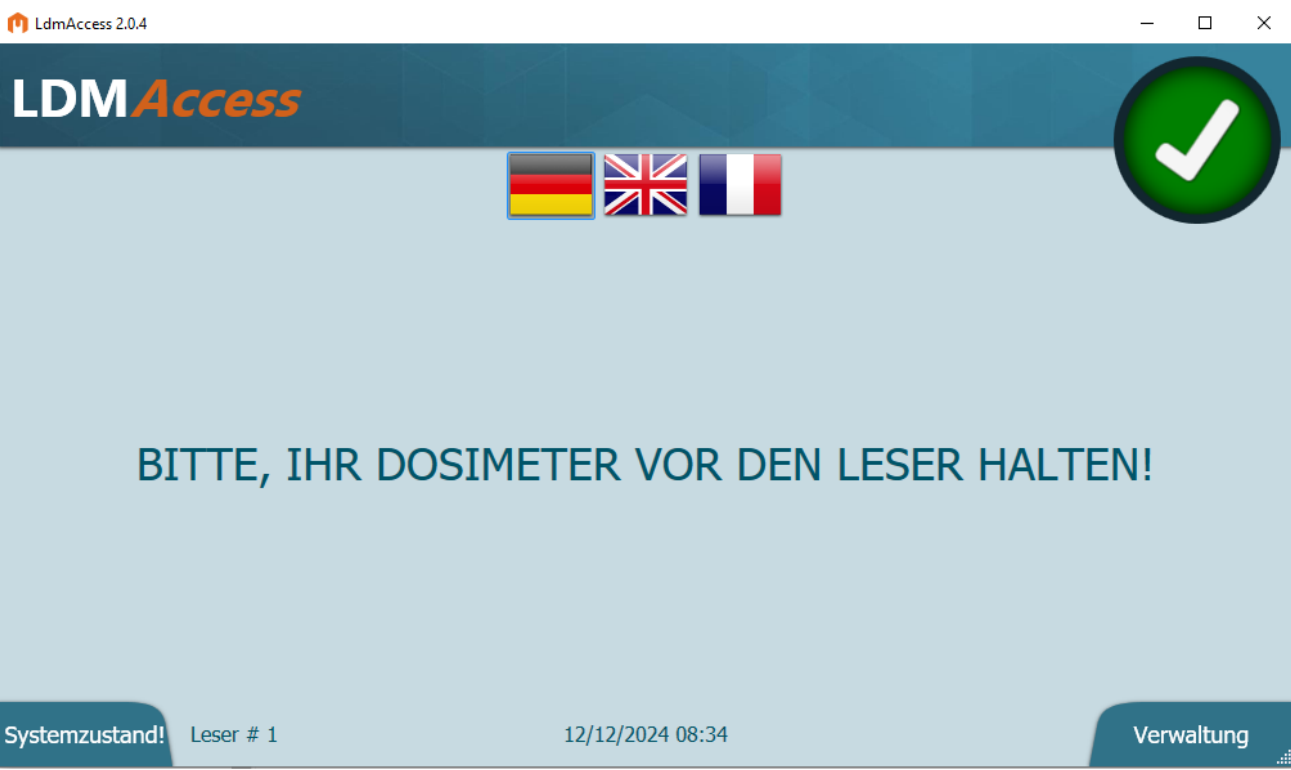 LdmAccess 2.0.4
LDMAccess
BITTE, IHR DOSIMETER VOR DEN LESER HALTEN!
Systemzustand! Leser # 1 12/12/2024 08:34 Verwaltung